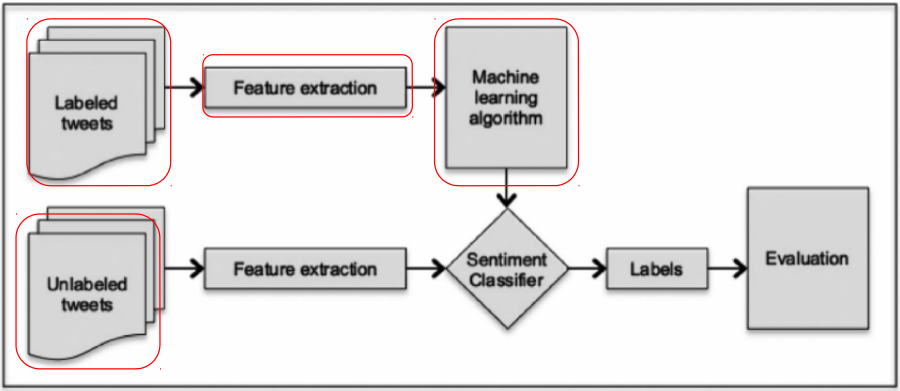 Labeled
tweets
Feature extraction
Machine
learning
algorithm
Unlabeled
tweets
Feature extraction
Sentiment
Classifier
Labels
Evaluation